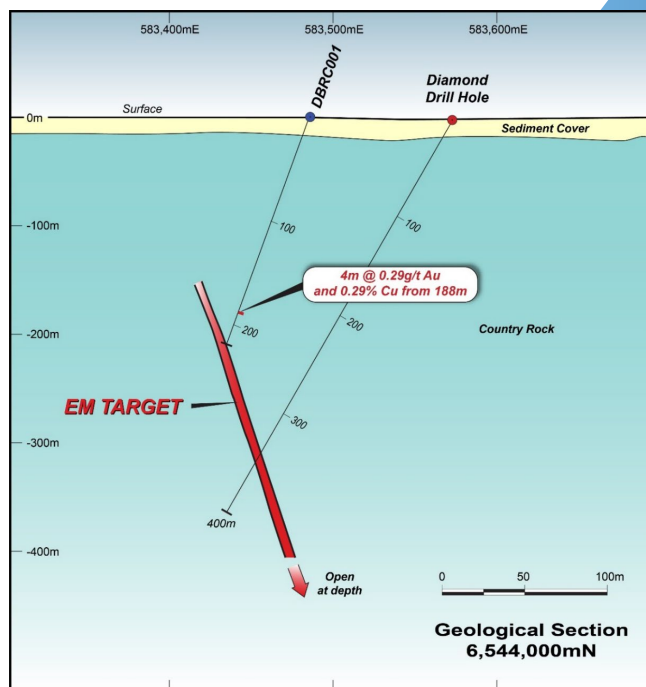 583,400mE
583,500mE
583,600mE
DBRC001
Diamond
Drill Hole
Surface
0m
Sediment Cover
100
100
-100m
4m @ 0.29g/t Au
and 0.29% Cu from 188m
200
200
-200m
Country Rock
EM TARGET
300
-300m
400m
-400m
Open
at depth
0
50
100m
Geological Section
6,544,000mN